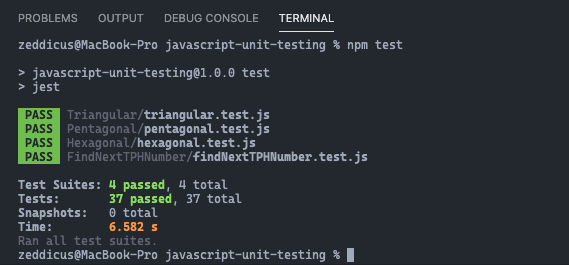 PROBLEMS OUTPUT DEBUG CONSOLE TERMINAL
zeddicus@MacBook-Pro javascript-unit-testing % npm test
> javascript-unit-testing@1.0.0 test
> jest
PASS Triangular/triangular.test.js
PASS Pentagonal/pentagonal.test.js
PASS Hexagonal/hexagonal.test.js
PASS FindNextTPHNumber/findNextTPHNumber.test.js
Test Suites: 4 passed, 4 total
Tests: 37 passed, 37 total
Snapshots: 0 total
Time: 6.582 s
Ran all test suites.
zeddicus@MacBook-Pro javascript-unit-testing %